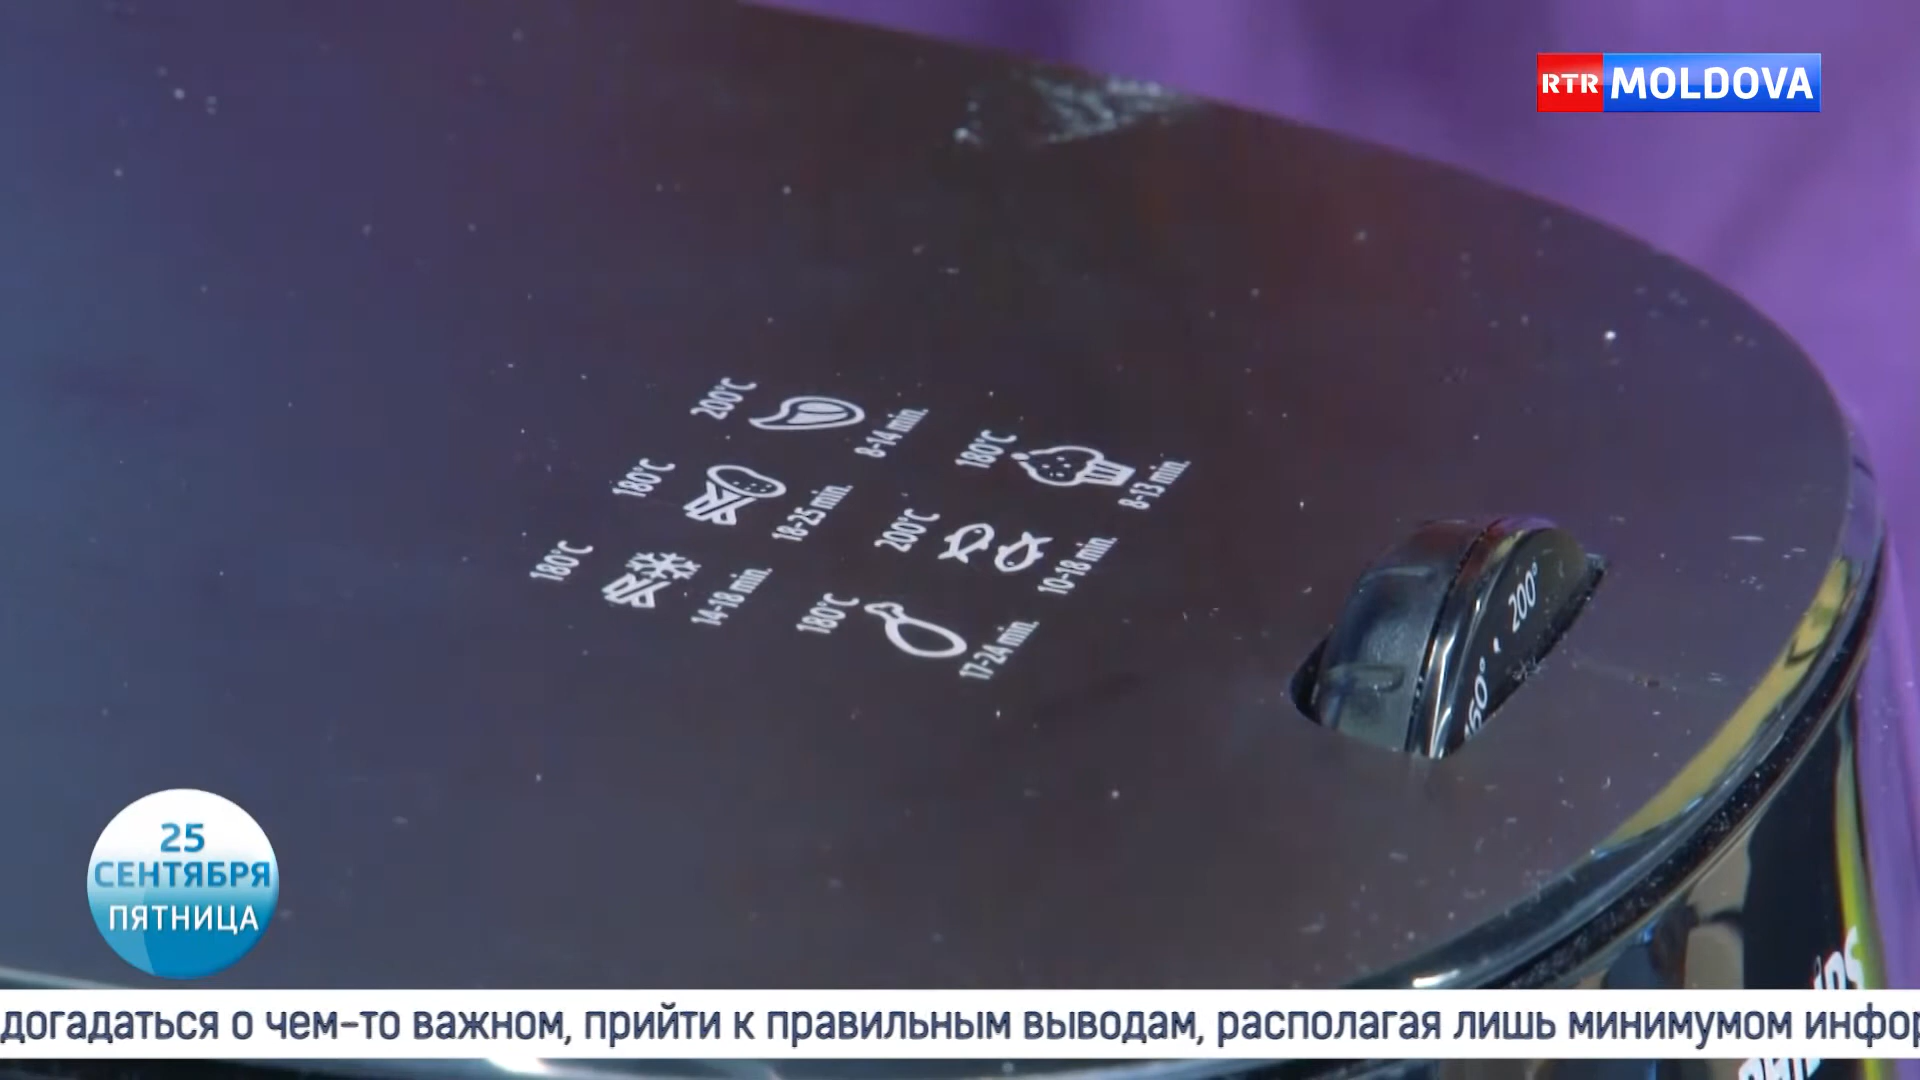 RTR MOLDOVA
200°C
8-14 min.
180°C
8-13 min.
180°C
18-25 min.
200°C
10-18 min.
180°C
14-18 min.
180°C
17-24 min.
200°
25
СЕНТЯБРЯ
ПЯТНИЦА
догадаться о чем-то важном, прийти к правильным выводам, располагая лишь минимумом